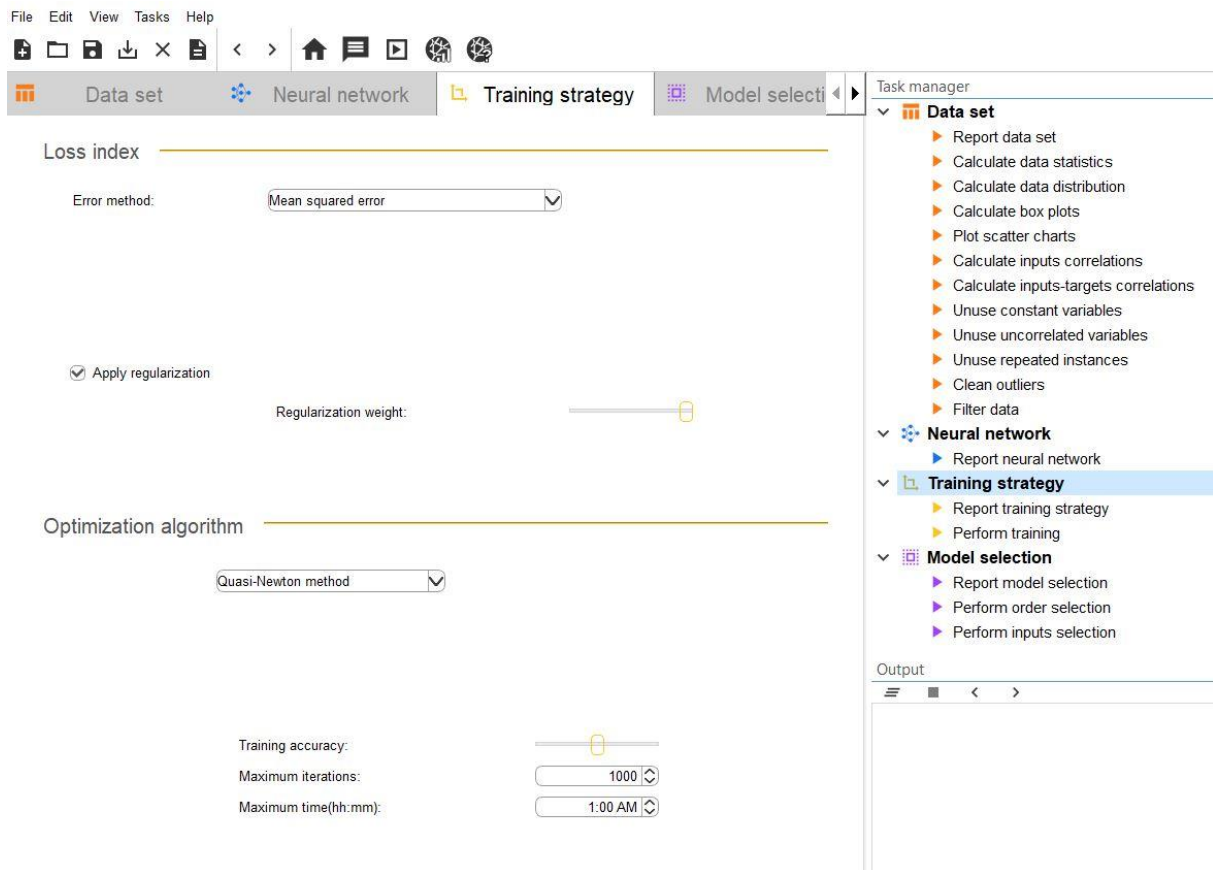 File Edit View Tasks Help
Data set
Neural network
Training strategy
Model selecti
Loss index
Error method:
Mean squared error
Apply regularization
Regularization weight:
Optimization algorithm
Quasi-Newton method
Training accuracy:
Maximum iterations:
1000
Maximum time(hh:mm):
1:00 AM
Task manager
Data set
Report data set
Calculate data statistics
Calculate data distribution
Calculate box plots
Plot scatter charts
Calculate inputs correlations
Calculate inputs-targets correlations
Unuse constant variables
Unuse uncorrelated variables
Unuse repeated instances
Clean outliers
Filter data
Neural network
Report neural network
Training strategy
Report training strategy
Perform training
Model selection
Report model selection
Perform order selection
Perform inputs selection
Output